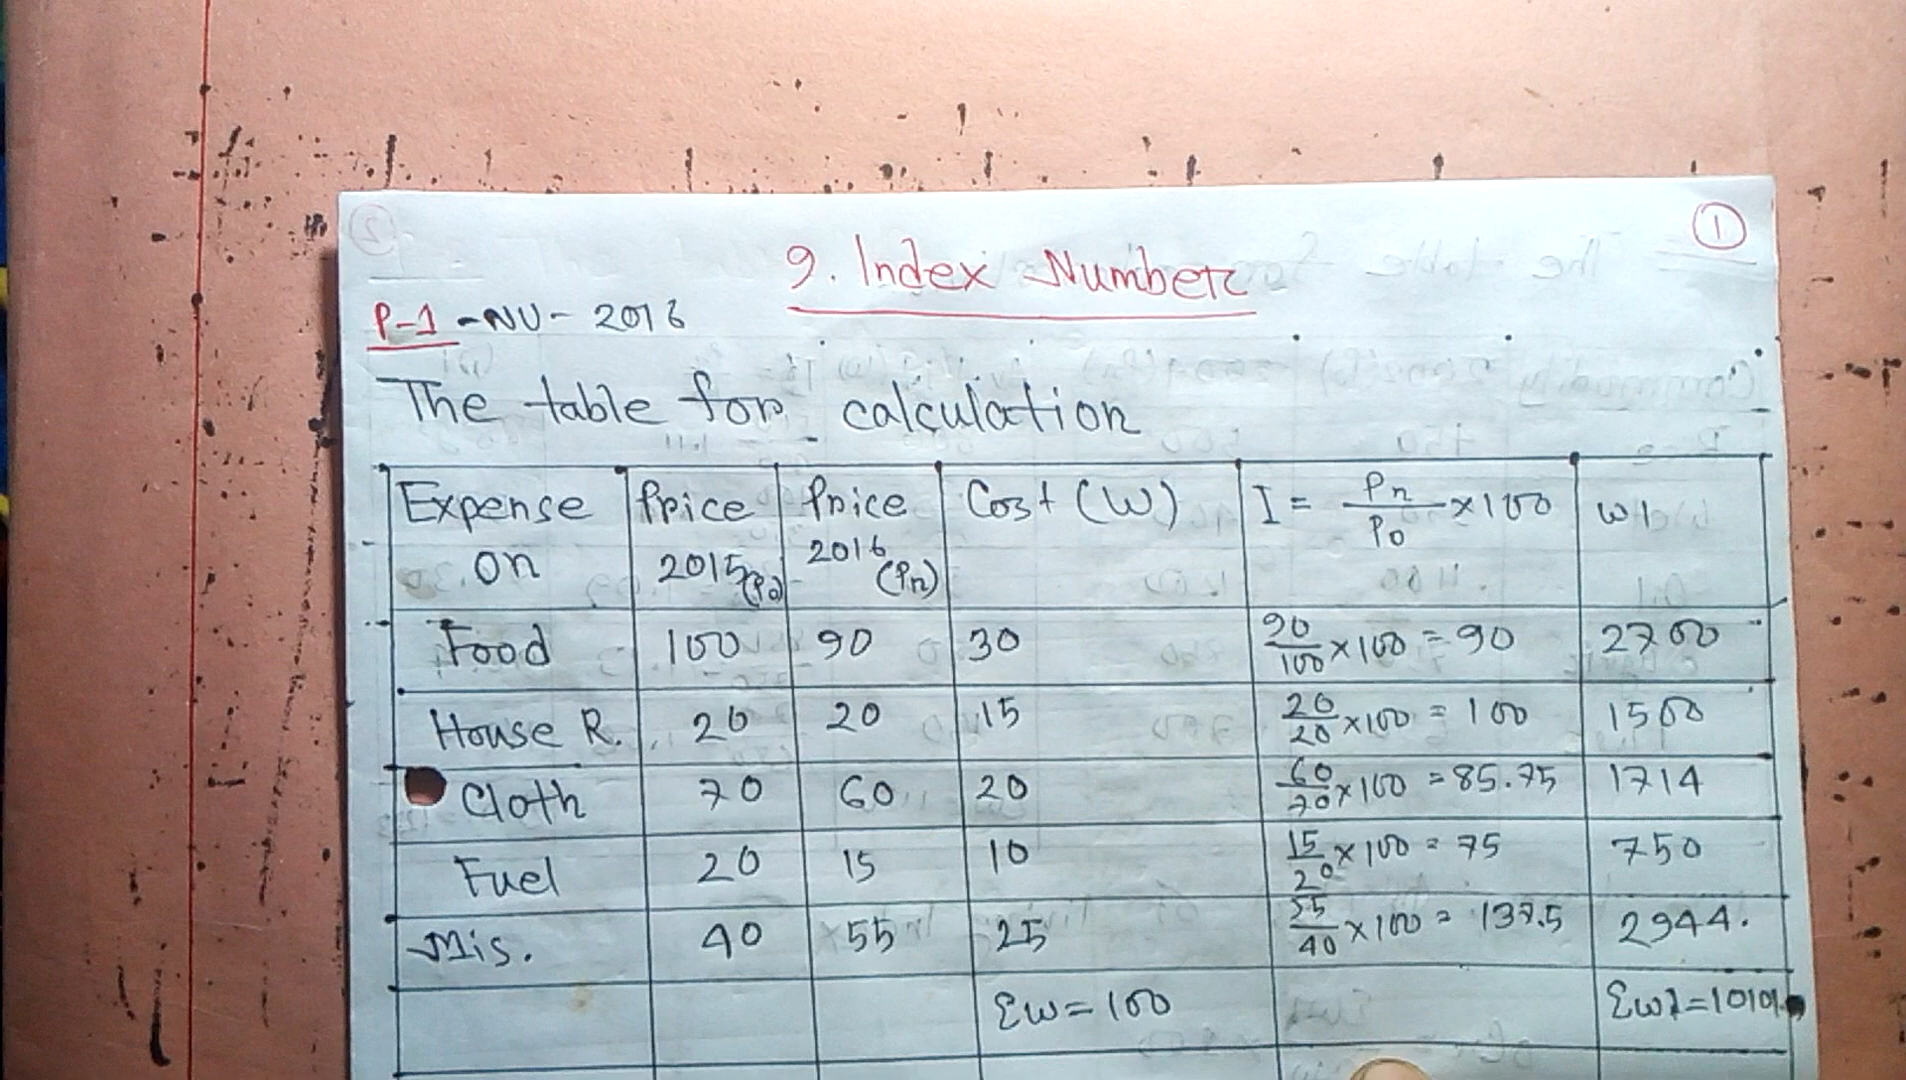 1
9. Index Number
P-1 - NU - 2016
The table for calculation
Expense on | Price 2015 (P0) | Price 2016 (Pn) | Cost (W) | I = Pn/P0 × 100 | WI
Food | 100 | 90 | 30 | 90/100 × 100 = 90 | 2700
House R. | 20 | 20 | 15 | 20/20 × 100 = 100 | 1500
Cloth | 70 | 60 | 20 | 60/70 × 100 = 85.75 | 1714
Fuel | 20 | 15 | 10 | 15/20 × 100 = 75 | 750
Mis. | 40 | 55 | 25 | 55/40 × 100 = 137.5 | 2944.
Σw = 100 | ΣwI = 10101